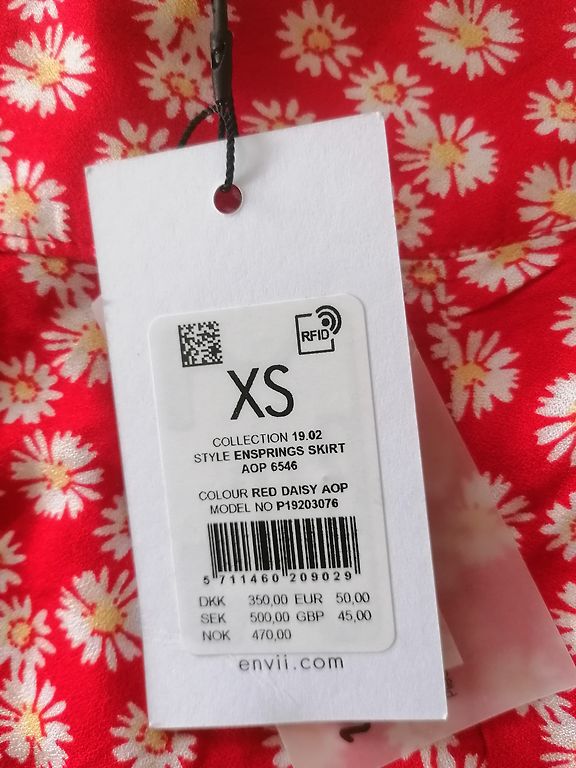 RFID
XS
COLLECTION 19.02
STYLE ENSPRINGS SKIRT
AOP 6546
COLOUR RED DAISY AOP
MODEL NO P19203076
5 711460 209029
DKK 350,00 EUR 50,00
SEK 500,00 GBP 45,00
NOK 470,00
envii.com